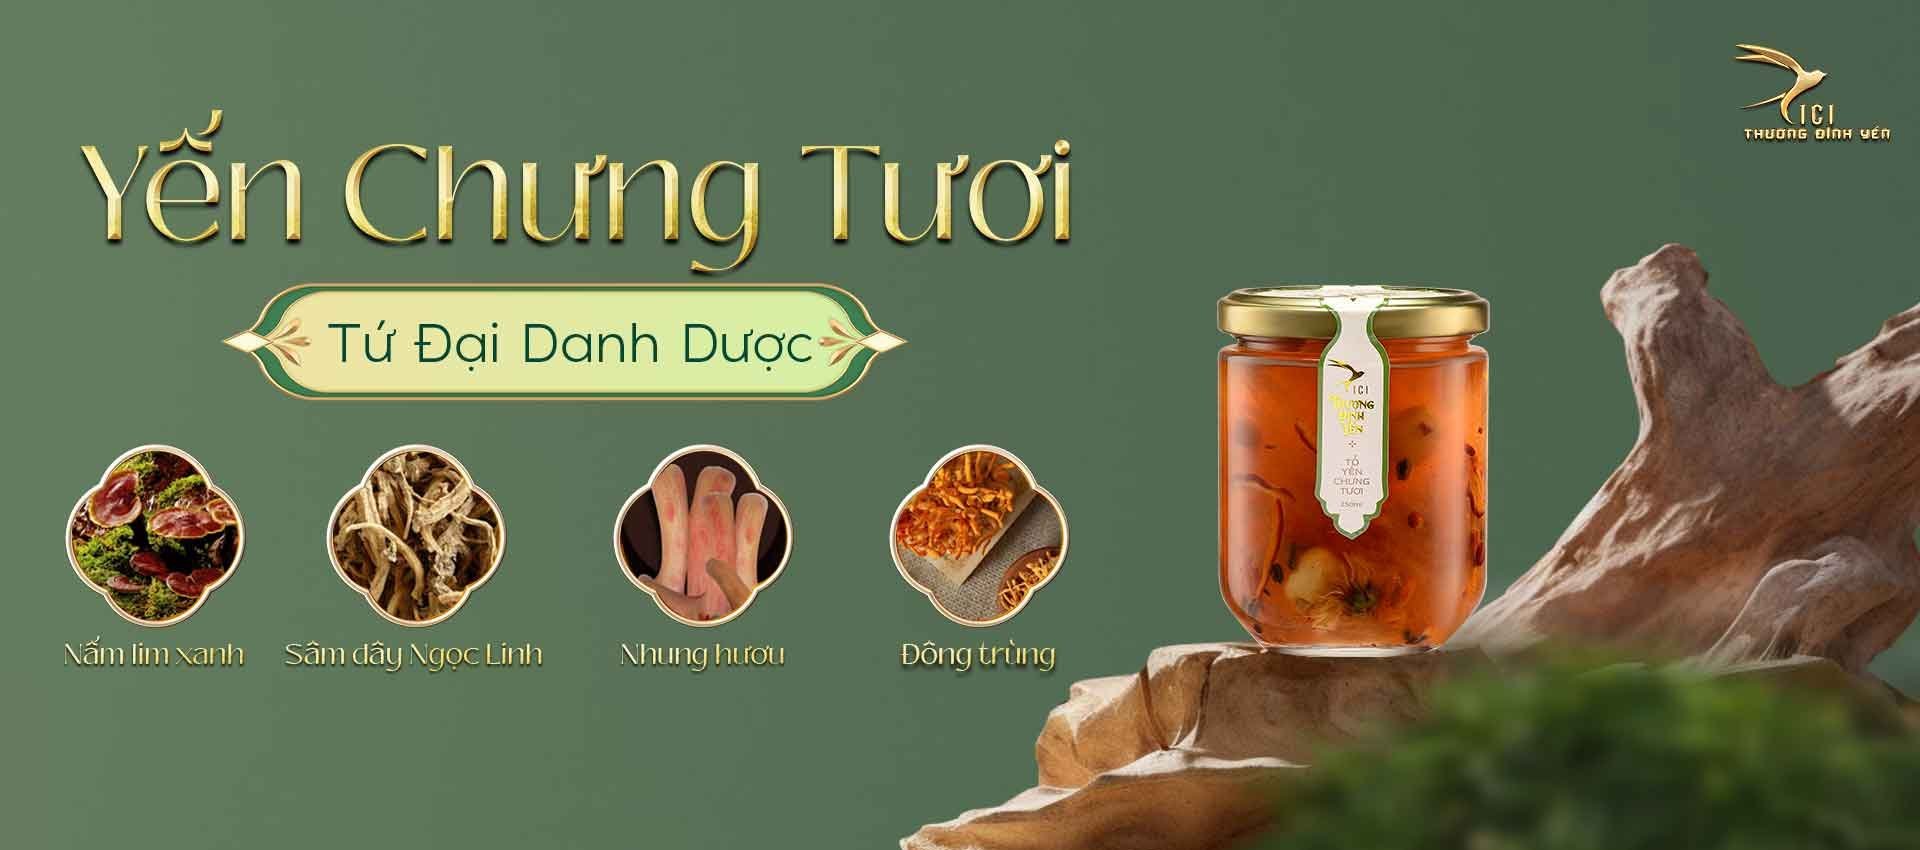 ICI
THƯỢNG ĐỈNH YẾN
Yến Chưng Tươi
Tứ Đại Danh Dược
ICI
THƯỢNG
ĐỈNH
YẾN
TỔ
YẾN
CHƯNG
TƯƠI
250ml
Nấm lim xanh
Sâm dây Ngọc Linh
Nhung hươu
Đông trùng